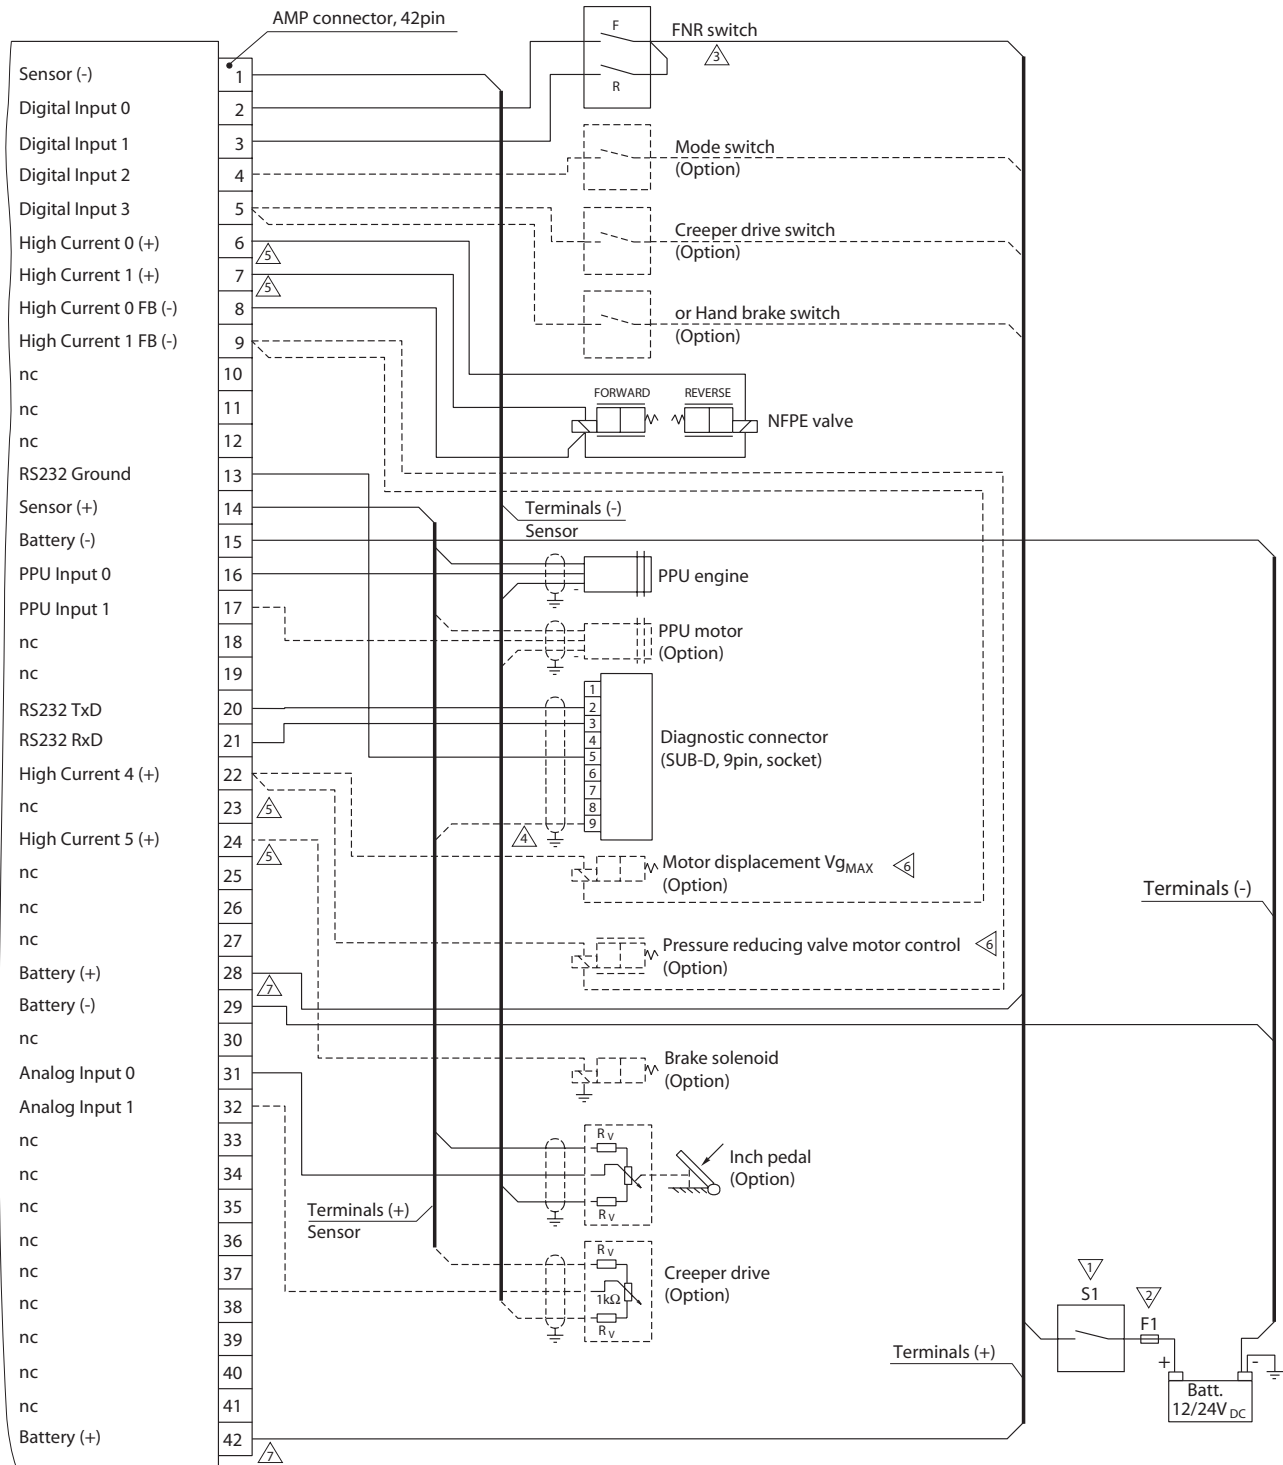 AMP connector, 42pin
Sensor (-) 1
Digital Input 0 2
Digital Input 1 3
Digital Input 2 4
Digital Input 3 5
High Current 0 (+) 6 5
High Current 1 (+) 7 5
High Current 0 FB (-) 8
High Current 1 FB (-) 9
nc 10
nc 11
nc 12
RS232 Ground 13
Sensor (+) 14
Battery (-) 15
PPU Input 0 16
PPU Input 1 17
nc 18
nc 19
RS232 TxD 20
RS232 RxD 21
High Current 4 (+) 22
nc 23 5
High Current 5 (+) 24 5
nc 25
nc 26
nc 27
Battery (+) 28 7
Battery (-) 29
nc 30
Analog Input 0 31
Analog Input 1 32
nc 33
nc 34
nc 35
nc 36
nc 37
nc 38
nc 39
nc 40
nc 41
Battery (+) 42 7
F
R
FNR switch
3
Mode switch
(Option)
Creeper drive switch
(Option)
or Hand brake switch
(Option)
FORWARD REVERSE
NFPE valve
Terminals (-)
Sensor
-
PPU engine
-
PPU motor
(Option)
1
2
3
4
5
6
7
8
9
Diagnostic connector
(SUB-D, 9pin, socket)
4
Motor displacement VgMAX 6
(Option)
Pressure reducing valve motor control 6
(Option)
Brake solenoid
(Option)
RV
RV
Inch pedal
(Option)
Terminals (+)
Sensor
RV
1kΩ
RV
Creeper drive
(Option)
Terminals (-)
Terminals (+)
1
S1
2
F1
+ -
Batt.
12/24V DC